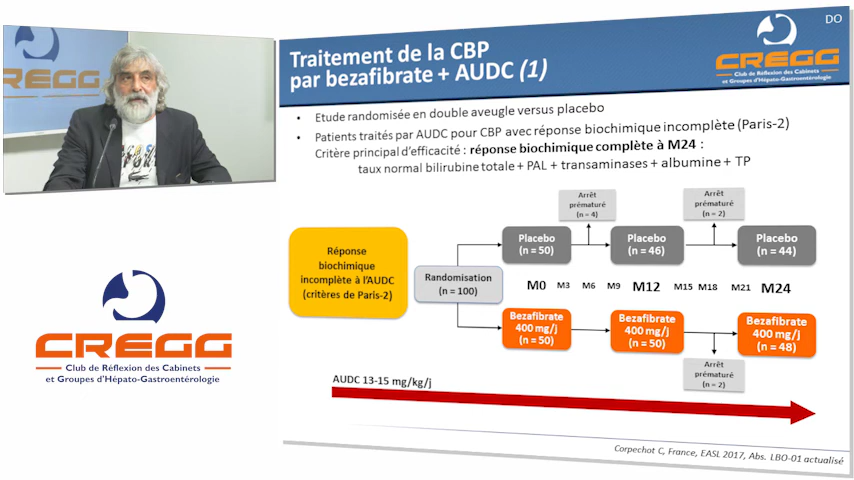 CREGG
DO
Traitement de la CBP
par bezafibrate + AUDC (1)
CREGG
Club de Réflexion des Cabinets
et Groupes d'Hépato-Gastroentérologie
• Etude randomisée en double aveugle versus placebo
• Patients traités par AUDC pour CBP avec réponse biochimique incomplète (Paris-2)
Critère principal d'efficacité : réponse biochimique complète à M24 :
taux normal bilirubine totale + PAL + transaminases + albumine + TP
Arrêt
prématuré
(n = 4)
Arrêt
prématuré
(n = 2)
Placebo
(n = 50)
Placebo
(n = 46)
Placebo
(n = 44)
Réponse
biochimique
incomplète à l'AUDC
(critères de Paris-2)
Randomisation
(n = 100)
M0 M3 M6 M9 M12 M15 M18 M21 M24
Bezafibrate
400 mg/j
(n = 50)
Bezafibrate
400 mg/j
(n = 50)
Bezafibrate
400 mg/j
(n = 48)
Arrêt
prématuré
(n = 2)
AUDC 13-15 mg/kg/j
Corpechot C, France, EASL 2017, Abs. LBO-01 actualisé
CREGG
Club de Réflexion des Cabinets
et Groupes d'Hépato-Gastroentérologie